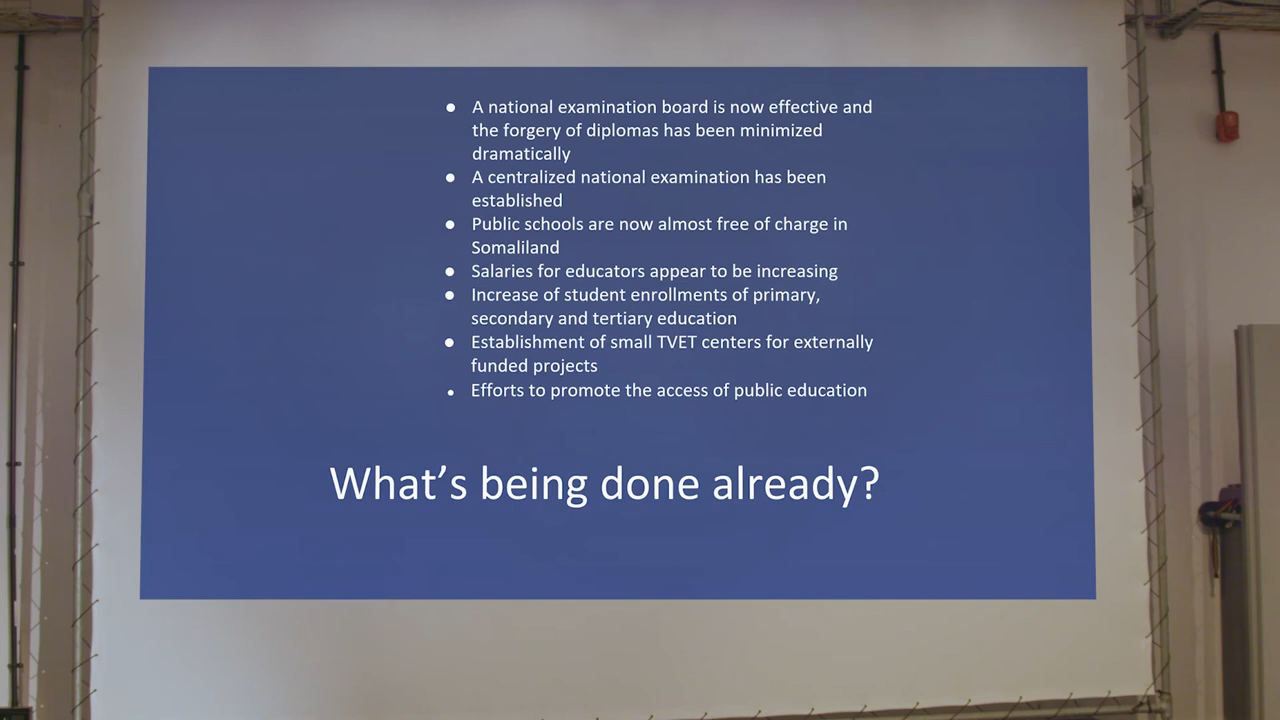 ● A national examination board is now effective and
the forgery of diplomas has been minimized
dramatically
● A centralized national examination has been
established
● Public schools are now almost free of charge in
Somaliland
● Salaries for educators appear to be increasing
● Increase of student enrollments of primary,
secondary and tertiary education
● Establishment of small TVET centers for externally
funded projects
• Efforts to promote the access of public education
What’s being done already?